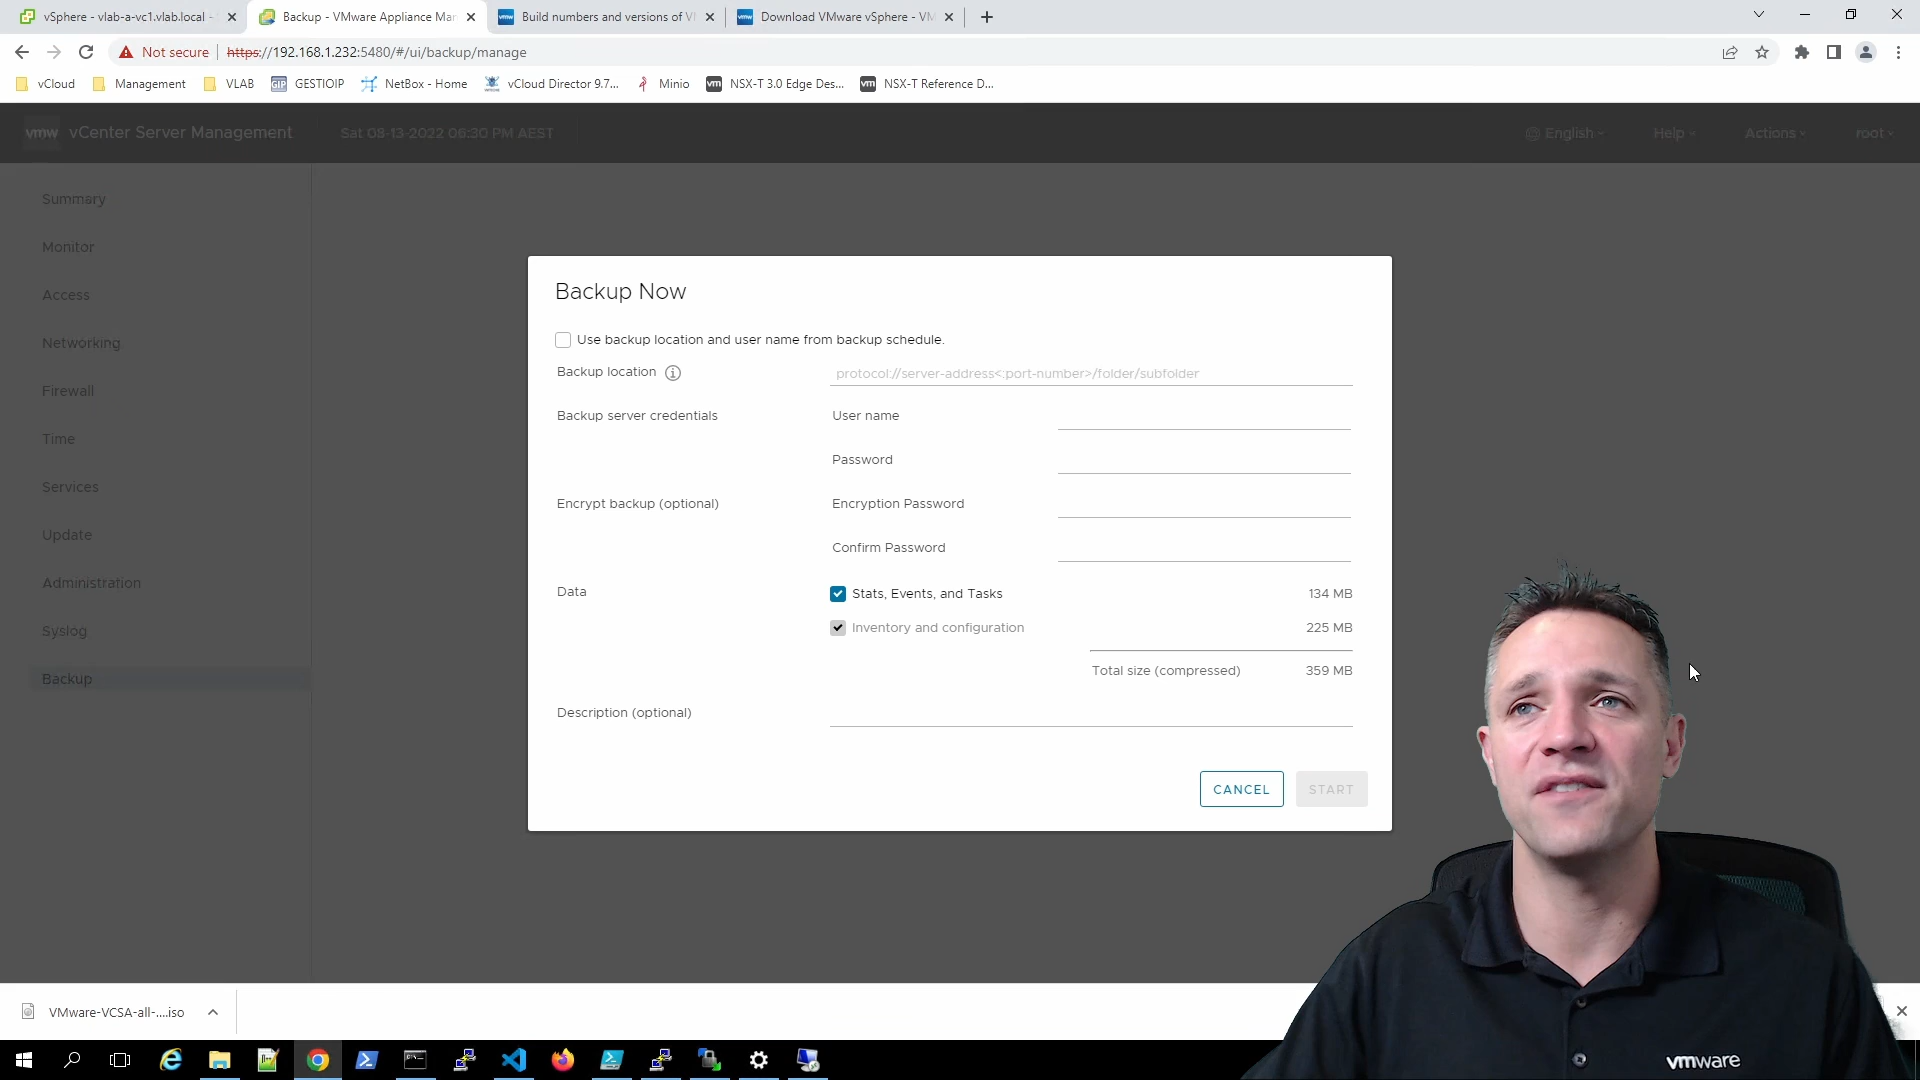 vSphere - vlab-a-vc1.vlab.local -
Backup - VMware Appliance Ma
Build numbers and versions of V
Download VMware vSphere - VM
Not secure
https://192.168.1.232:5480/#/ui/backup/manage
vCloud
Management
VLAB
GIP GESTIOIP
NetBox - Home
vCloud Director 9.7...
Minio
vm NSX-T 3.0 Edge Des...
vm NSX-T Reference D...
vmw vCenter Server Management
Sat 08-13-2022 06:30 PM AEST
English
Help
Actions
root
Summary
Monitor
Access
Networking
Firewall
Time
Services
Update
Administration
Syslog
Backup
Backup Now
Use backup location and user name from backup schedule.
Backup location
protocol://server-address<:port-number>/folder/subfolder
Backup server credentials
User name
Password
Encrypt backup (optional)
Encryption Password
Confirm Password
Data
Stats, Events, and Tasks 134 MB
Inventory and configuration 225 MB
Total size (compressed) 359 MB
Description (optional)
CANCEL
START
VMware-VCSA-all-....iso
vmware